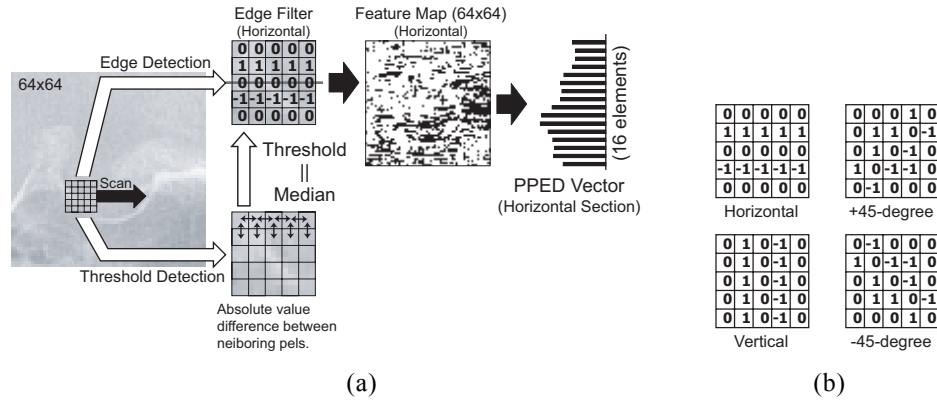 64x64
Edge Detection
Scan
Threshold Detection
Edge Filter
(Horizontal)
0 0 0 0 0
1 1 1 1 1
0 0 0 0 0
-1 -1 -1 -1 -1
0 0 0 0 0
Threshold
=
Median
Absolute value
difference between
neiboring pels.
Feature Map (64x64)
(Horizontal)
(16 elements)
PPED Vector
(Horizontal Section)
(a)
0 0 0 0 0
1 1 1 1 1
0 0 0 0 0
-1 -1 -1 -1 -1
0 0 0 0 0
Horizontal
0 0 0 1 0
0 1 1 0 -1
0 1 0 -1 0
1 0 -1 -1 0
0 -1 0 0 0
+45-degree
0 1 0 -1 0
0 1 0 -1 0
0 1 0 -1 0
0 1 0 -1 0
0 1 0 -1 0
Vertical
0 -1 0 0 0
1 0 -1 -1 0
0 1 0 -1 0
0 1 1 0 -1
0 0 0 1 0
-45-degree
(b)